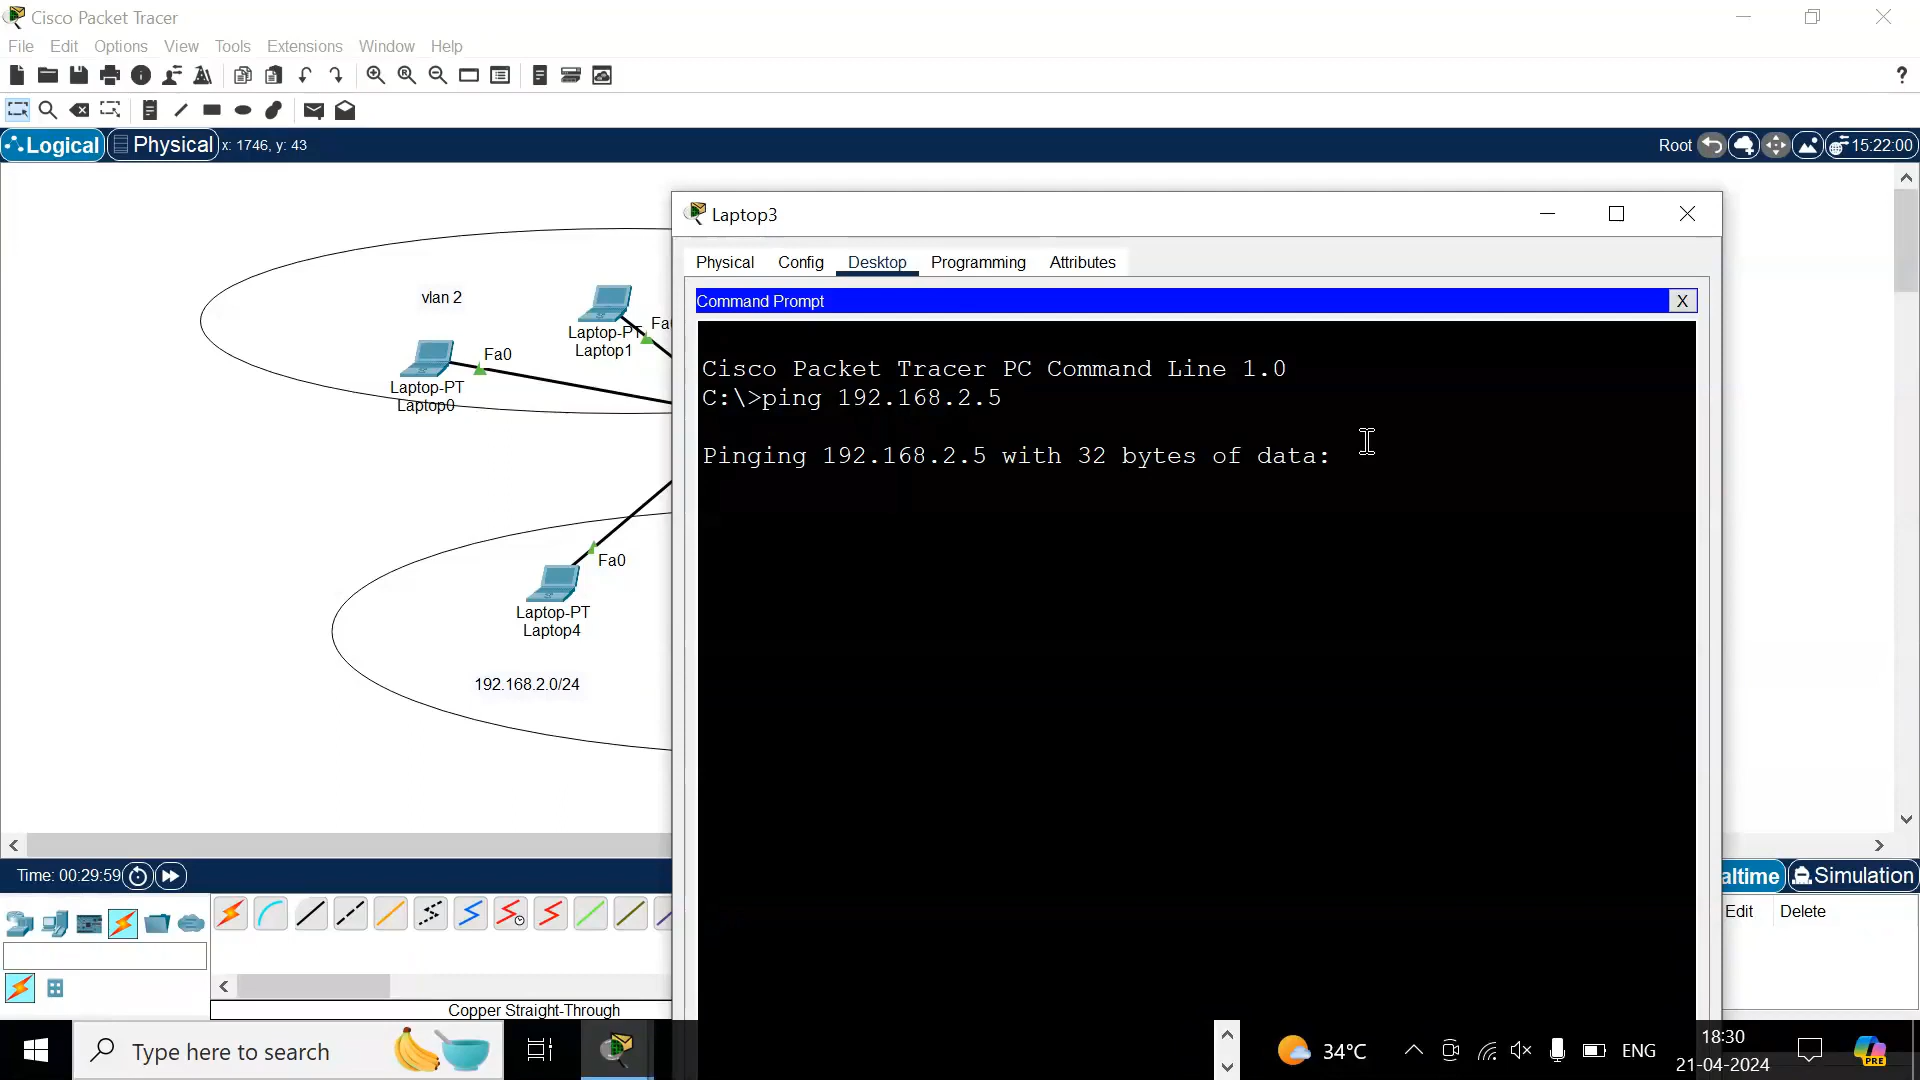 Cisco Packet Tracer
File Edit Options View Tools Extensions Window Help
?
Logical Physical x: 1746, y: 43 Root 15:22:00
Laptop3
Physical Config Desktop Programming Attributes
Command Prompt X
Cisco Packet Tracer PC Command Line 1.0
C:\>ping 192.168.2.5
Pinging 192.168.2.5 with 32 bytes of data:
vlan 2
Laptop-PT
Laptop1
Fa0
Laptop-PT
Laptop0
Fa0
Laptop-PT
Laptop4
192.168.2.0/24
Time: 00:29:59
altime Simulation
Edit Delete
Copper Straight-Through
Type here to search
34°C ENG
18:30
21-04-2024
PRE